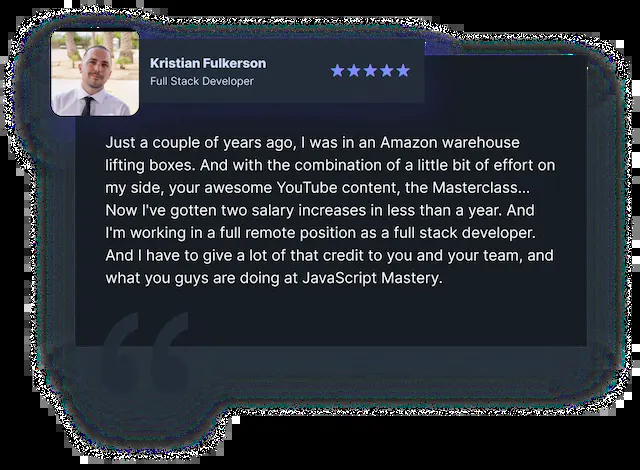 Kristian Fulkerson
Full Stack Developer
Just a couple of years ago, I was in an Amazon warehouse
lifting boxes. And with the combination of a little bit of effort on
my side, your awesome YouTube content, the Masterclass...
Now I've gotten two salary increases in less than a year. And
I'm working in a full remote position as a full stack developer.
And I have to give a lot of that credit to you and your team, and
what you guys are doing at JavaScript Mastery.